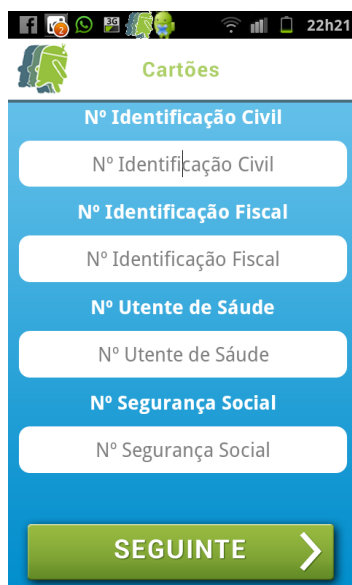 3G
22h21
2
Cartões
Nº Identificação Civil
Nº Identificação Civil
Nº Identificação Fiscal
Nº Identificação Fiscal
Nº Utente de Sáude
Nº Utente de Sáude
Nº Segurança Social
Nº Segurança Social
SEGUINTE